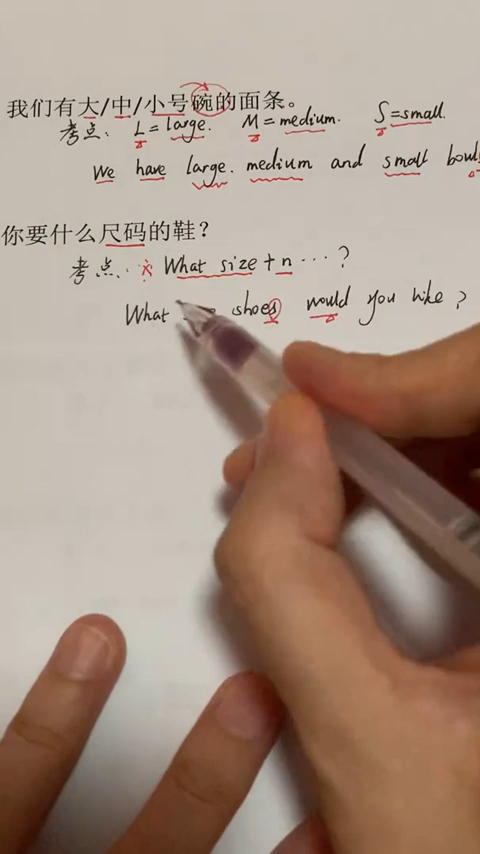 我们有大/中/小号碗的面条。
考点: L = large. M = medium. S = small.
We have large. medium and small
你要什么尺码的鞋?
考点: What size + n ...?
What shoes would you like?